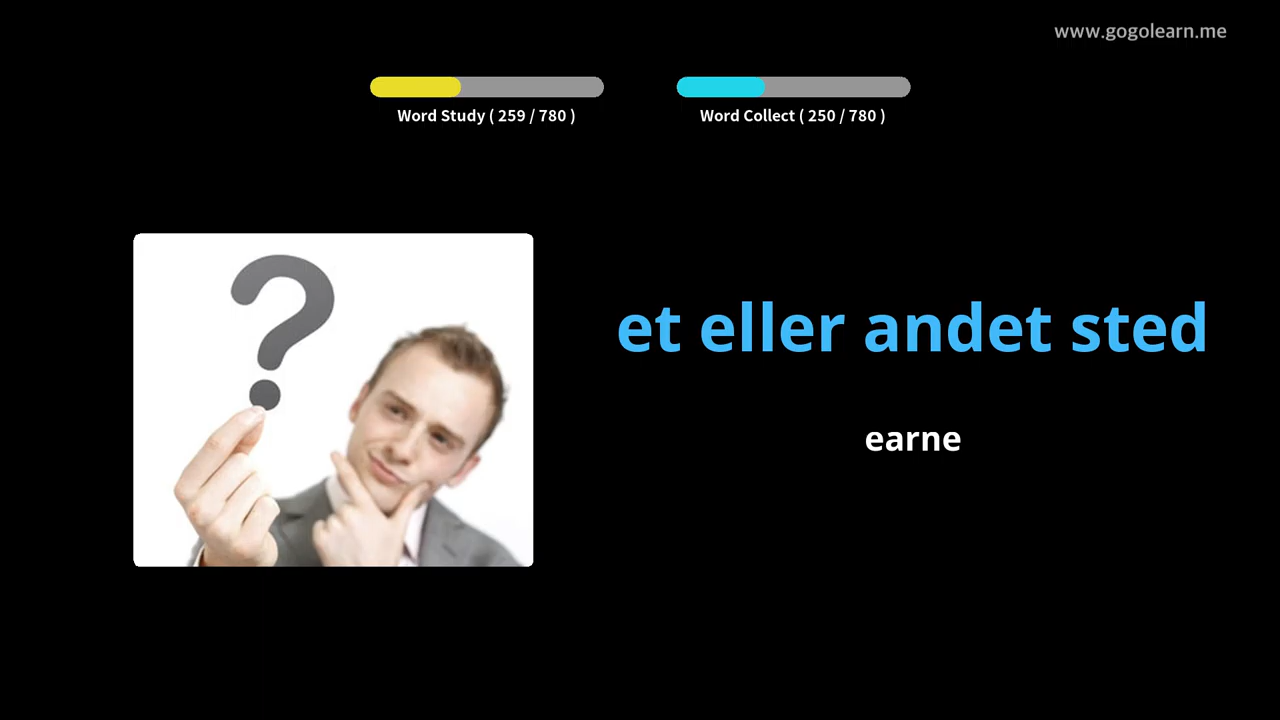 www.gogolearn.me
Word Study ( 259 / 780 )
Word Collect ( 250 / 780 )
et eller andet sted
earne